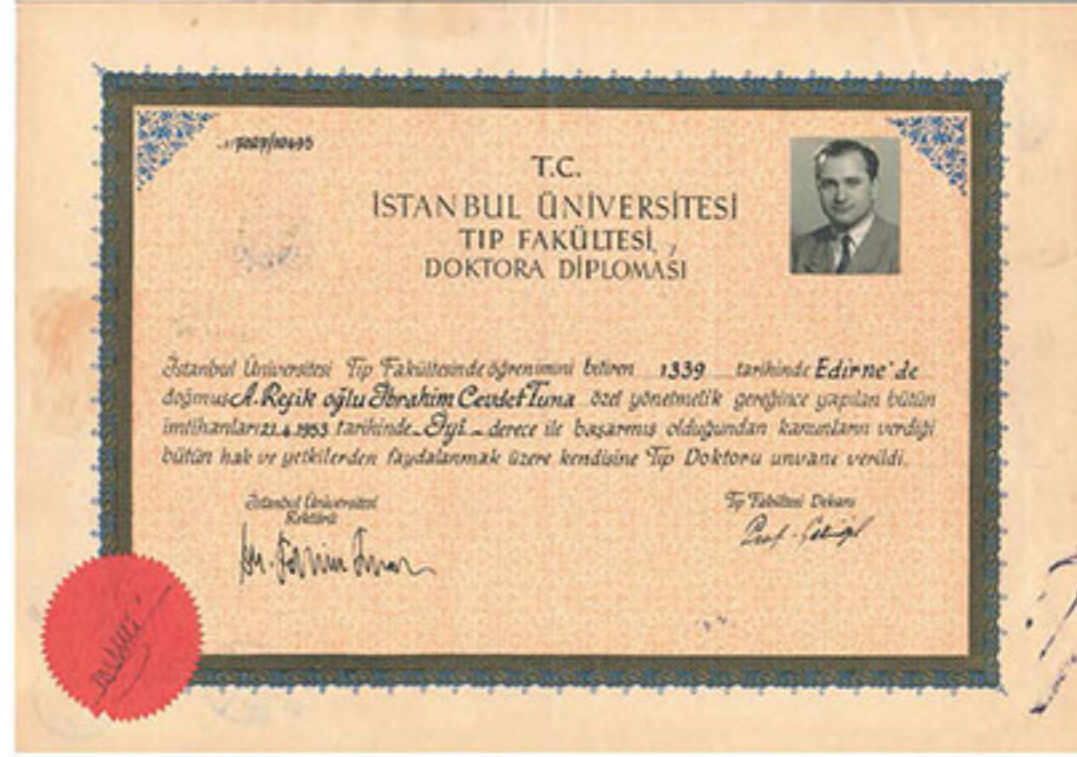 T.C.
İSTANBUL ÜNİVERSİTESİ
TIP FAKÜLTESİ
DOKTORA DİPLOMASI
İstanbul Üniversitesi Tıp Fakültesinde öğrenimini bitiren 1339 tarihinde Edirne'de
doğmuş A. Refik oğlu İbrahim Cevdet Tuna özel yönetmelik gereğince yapılan bütün
imtihanları 21.4.1953 tarihinde İyi derece ile başarmış olduğundan kanunların verdiği
bütün hak ve yetkilerden faydalanmak üzere kendisine Tıp Doktoru unvanı verildi.
İstanbul Üniversitesi
Rektörü
Tıp Fakültesi Dekanı